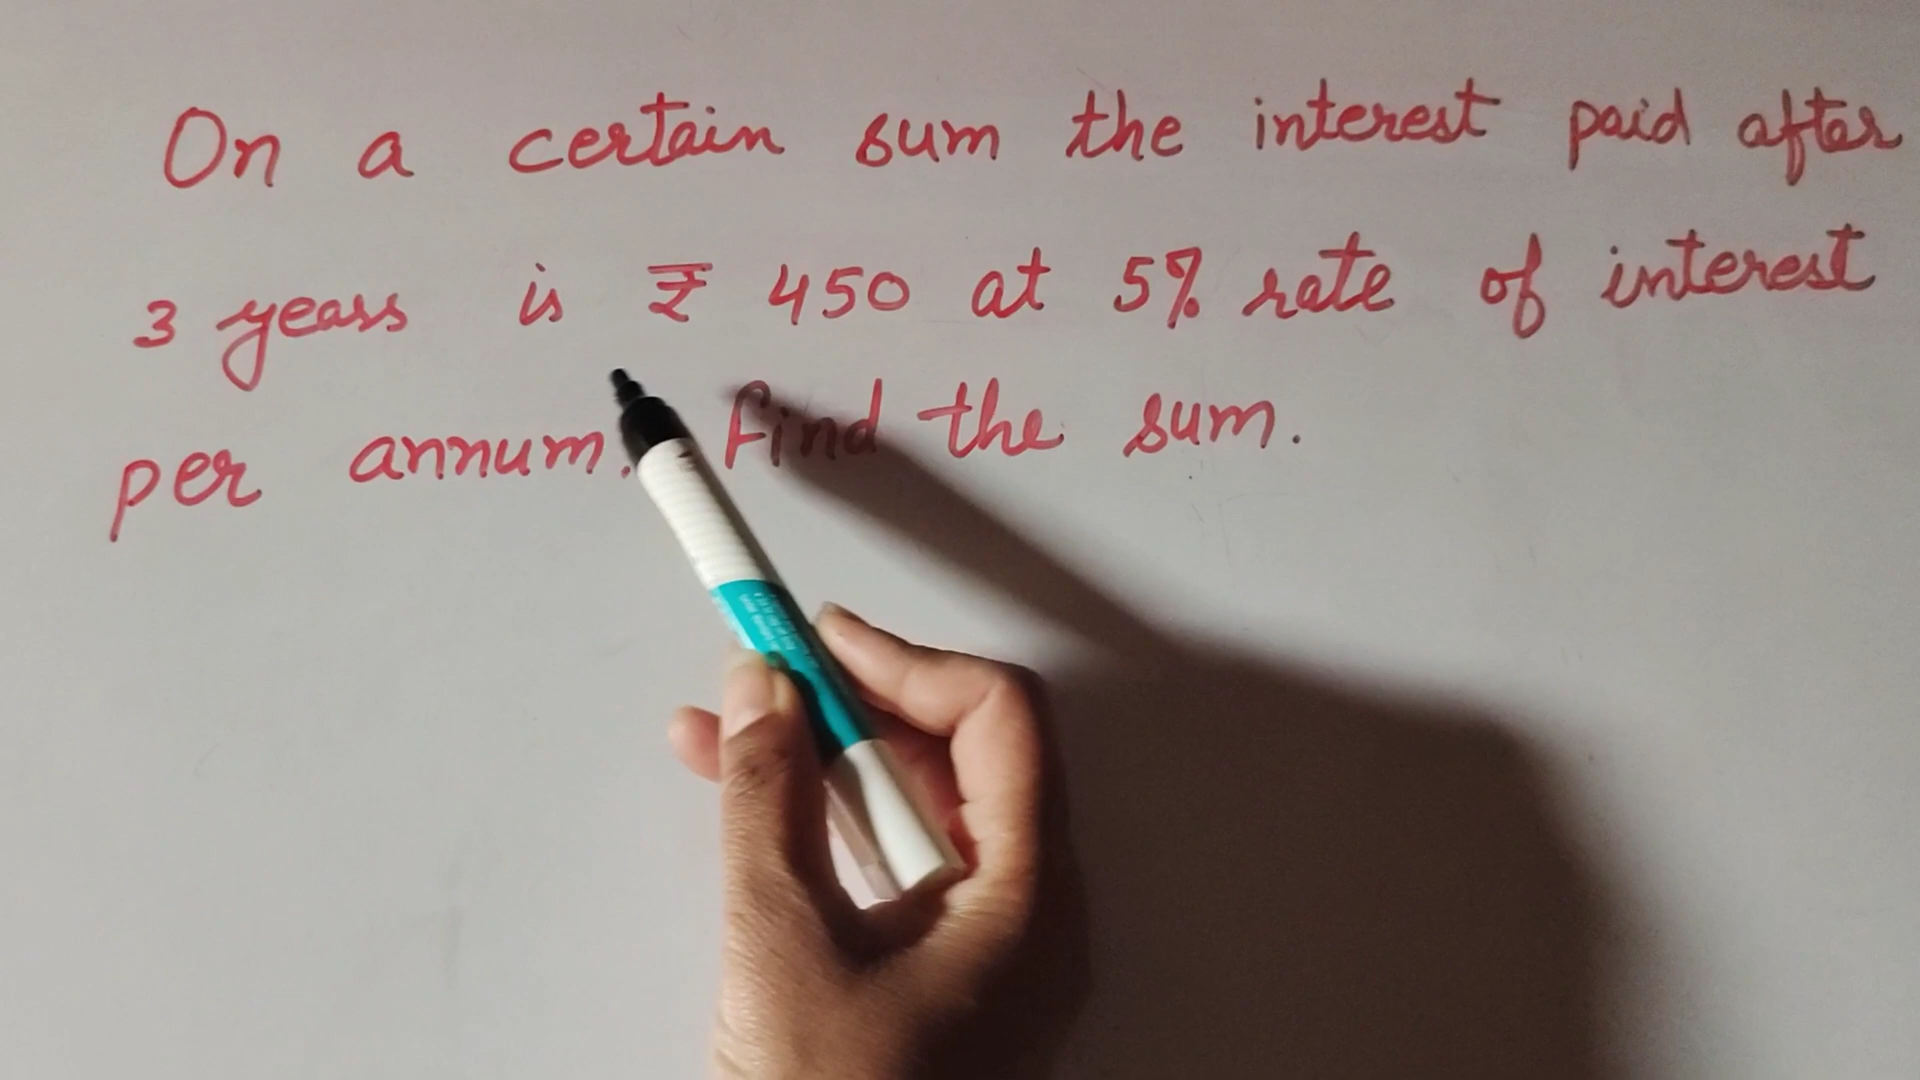 On a certain sum the interest paid after
3 years is ₹ 450 at 5% rate of interest
per annum. Find the sum.